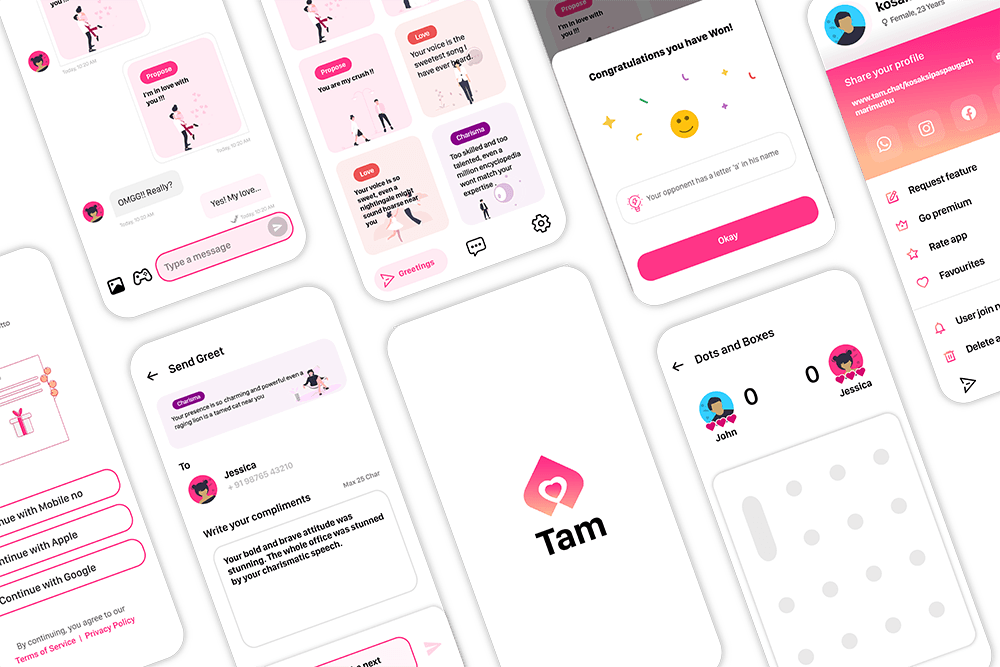 Today, 10:20 AM
Propose
I'm in love with
you !!!
Today, 10:20 AM
OMG!! Really?
Today, 10:20 AM
Yes! My love...
Today, 10:20 AM
Type a message
you !!!
Love
Your voice is the
sweetest song I
have ever heard.
Propose
You are my crush !!
Charisma
Too skilled and too
talented, even a
million encyclopedia
wont match your
expertise .
Love
Your voice is so
sweet, even a
nightingale might
sound hoarse near
you
Greetings
Propose
I'm in love with
you !!!
Congratulations you have Won!
Your opponent has a letter 'a' in his name
Okay
Female, 23 Years
Share your profile
www.tam.chat/kosaksipaspaugazh
marimuthu
Request feature
Go premium
Rate app
Favourites
User join n
Delete a
tto
nue with Mobile no
ntinue with Apple
Continue with Google
By continuing, you agree to our
Terms of Service | Privacy Policy
Send Greet
Charisma
Your presence is so charming and powerful even a
raging lion is a tamed cat near you
To
Jessica
+ 91 98765 43210
Write your compliments
Max 25 Char
Your bold and brave attitude was
stunning. The whole office was stunned
by your charismatic speech.
e next
Tam
Dots and Boxes
0
0
John
Jessica